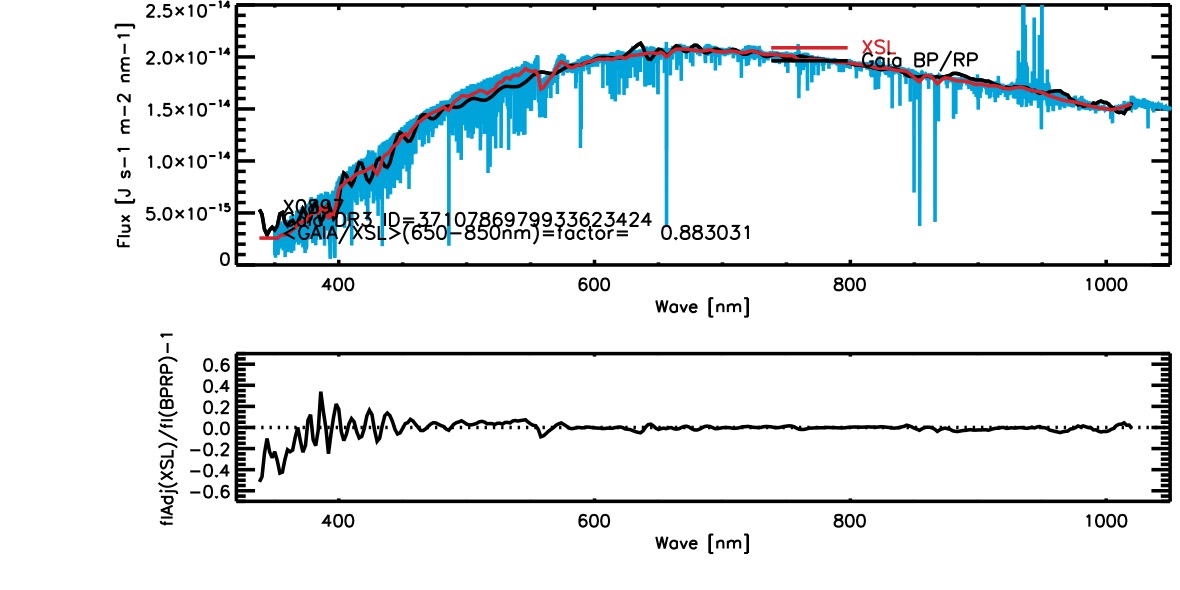 2.5×10⁻¹⁴
2.0×10⁻¹⁴
1.5×10⁻¹⁴
1.0×10⁻¹⁴
5.0×10⁻¹⁵
0
Flux [J s−1 m−2 nm−1]
XSL
Gaia BP/RP
X0897
Gaia DR3 ID=3710786979933623424
<GAIA/XSL>(650−850nm)=factor= 0.883031
400 600 800 1000
Wave [nm]
0.6
0.4
0.2
0.0
−0.2
−0.4
−0.6
flAdj(XSL)/fl(BPRP)−1
400 600 800 1000
Wave [nm]